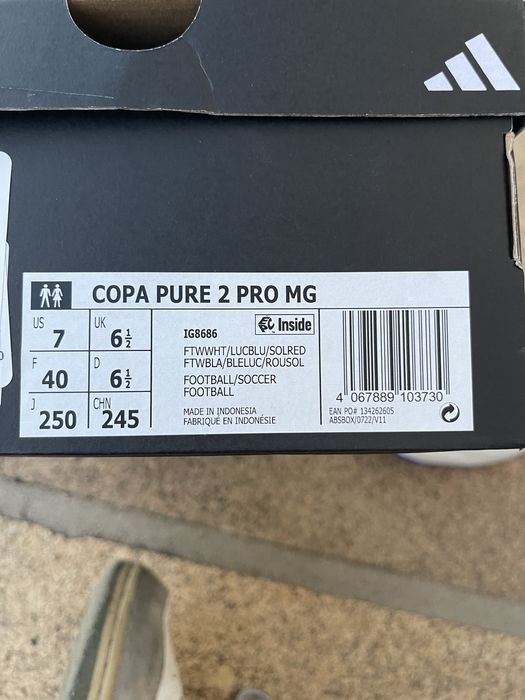 COPA PURE 2 PRO MG
US 7
UK 6½
F 40
D 6½
J 250
CHN 245
IG8686
Inside
FTWWHT/LUCBLU/SOLRED
FTWBLA/BLELUC/ROUSOL
FOOTBALL/SOCCER
FOOTBALL
MADE IN INDONESIA
FABRIQUÉ EN INDONÉSIE
4 067889 103730
EAN PO# 134262605
ABSBOX/0722/V11